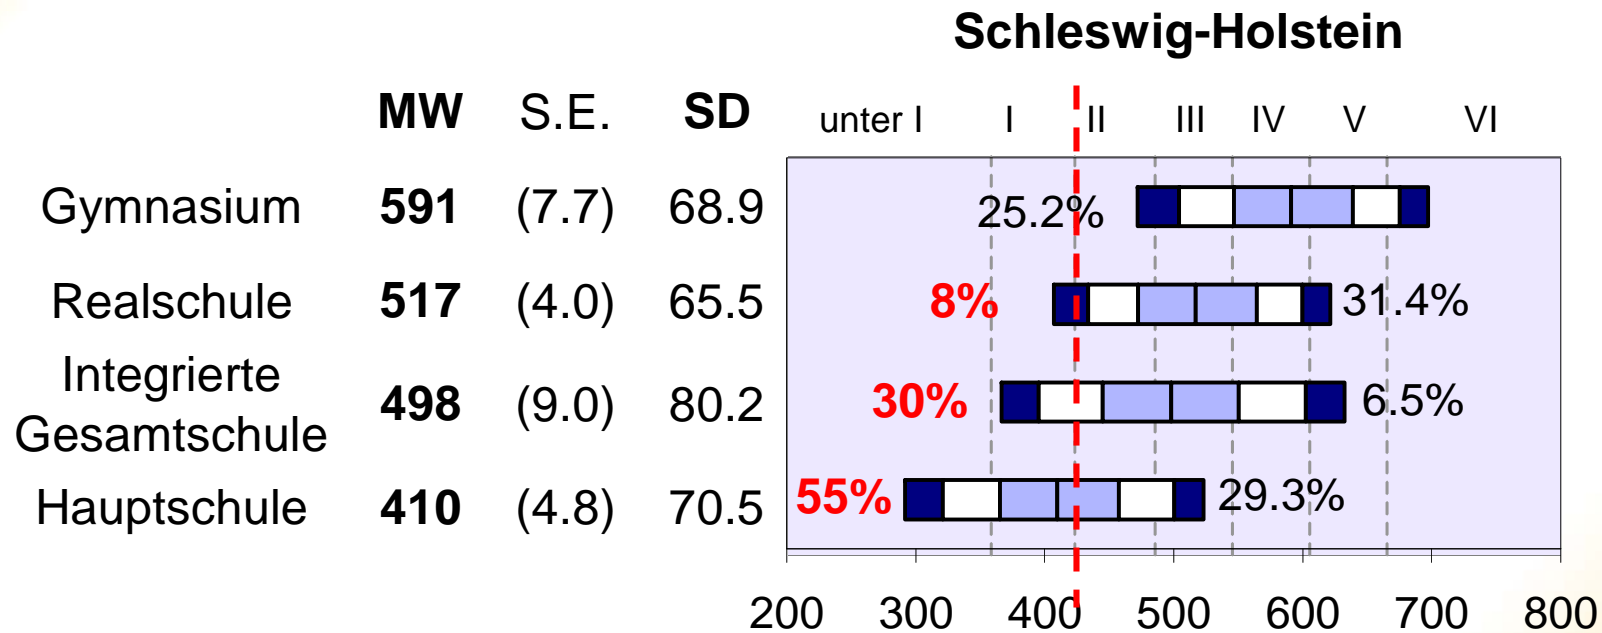 Schleswig-Holstein
MW S.E. SD unter I I II III IV V VI
Gymnasium 591 (7.7) 68.9 25.2%
Realschule 517 (4.0) 65.5 8% 31.4%
Integrierte
Gesamtschule 498 (9.0) 80.2 30% 6.5%
Hauptschule 410 (4.8) 70.5 55% 29.3%
200 300 400 500 600 700 800